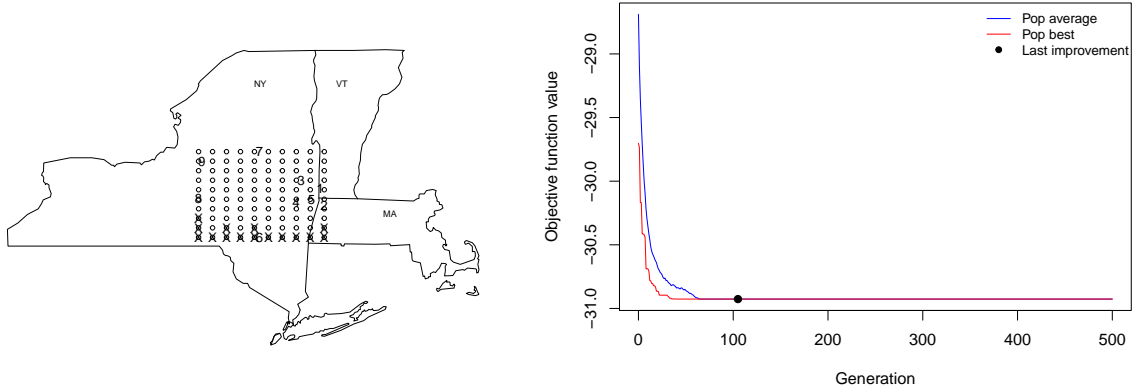 NY
VT
7
9
3
1
8
4
5
2
MA
6
Pop average
Pop best
Last improvement
Objective function value
−29.0
−29.5
−30.0
−30.5
−31.0
0
100
200
300
400
500
Generation